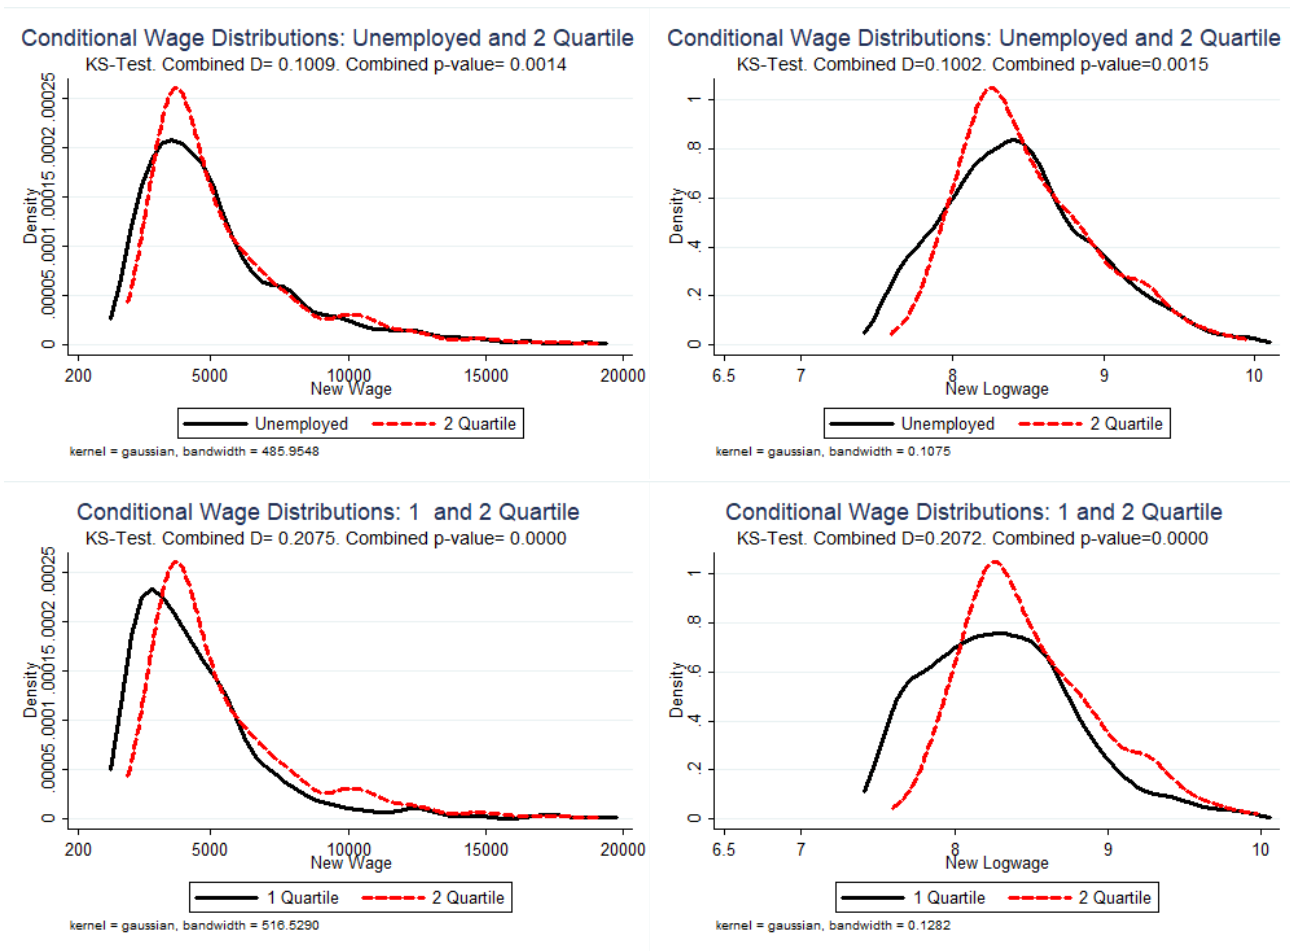 Conditional Wage Distributions: Unemployed and 2 Quartile
KS-Test. Combined D= 0.1009. Combined p-value= 0.0014
Density
0 .00005 .0001 .00015 .0002 .00025
200 5000 10000 15000 20000
New Wage
Unemployed 2 Quartile
kernel = gaussian, bandwidth = 485.9548
Conditional Wage Distributions: Unemployed and 2 Quartile
KS-Test. Combined D=0.1002. Combined p-value=0.0015
Density
0 .2 .4 .6 .8 1
6.5 7 8 9 10
New Logwage
Unemployed 2 Quartile
kernel = gaussian, bandwidth = 0.1075
Conditional Wage Distributions: 1 and 2 Quartile
KS-Test. Combined D= 0.2075. Combined p-value= 0.0000
Density
0 .00005 .0001 .00015 .0002 .00025
200 5000 10000 15000 20000
New Wage
1 Quartile 2 Quartile
kernel = gaussian, bandwidth = 516.5290
Conditional Wage Distributions: 1 and 2 Quartile
KS-Test. Combined D=0.2072. Combined p-value=0.0000
Density
0 .2 .4 .6 .8 1
6.5 7 8 9 10
New Logwage
1 Quartile 2 Quartile
kernel = gaussian, bandwidth = 0.1282